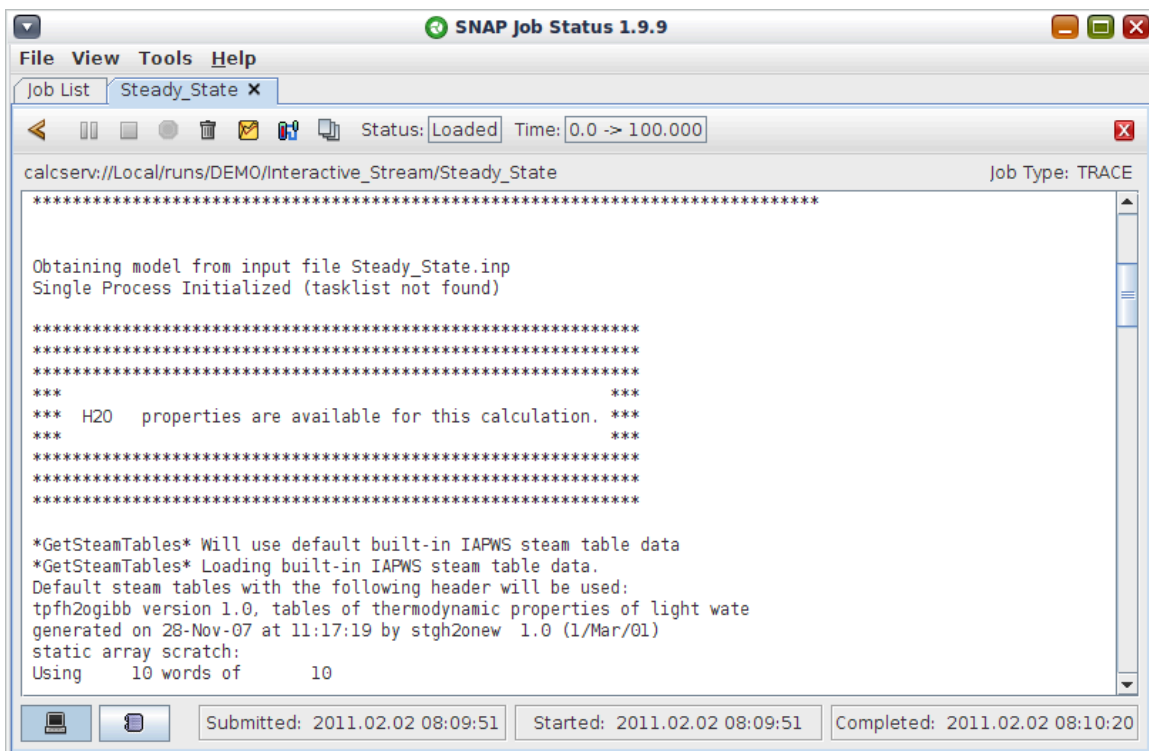 SNAP Job Status 1.9.9
File View Tools Help
Job List Steady_State
Status: Loaded Time: 0.0 -> 100.000
calcserv://Local/runs/DEMO/Interactive_Stream/Steady_State Job Type: TRACE
*******************************************************************************
Obtaining model from input file Steady_State.inp
Single Process Initialized (tasklist not found)
*************************************************************
*************************************************************
*************************************************************
*** ***
*** H2O properties are available for this calculation. ***
*** ***
*************************************************************
*************************************************************
*************************************************************
*GetSteamTables* Will use default built-in IAPWS steam table data
*GetSteamTables* Loading built-in IAPWS steam table data.
Default steam tables with the following header will be used:
tpfh2ogibb version 1.0, tables of thermodynamic properties of light wate
generated on 28-Nov-07 at 11:17:19 by stgh2onew 1.0 (1/Mar/01)
static array scratch:
Using 10 words of 10
Submitted: 2011.02.02 08:09:51 Started: 2011.02.02 08:09:51 Completed: 2011.02.02 08:10:20